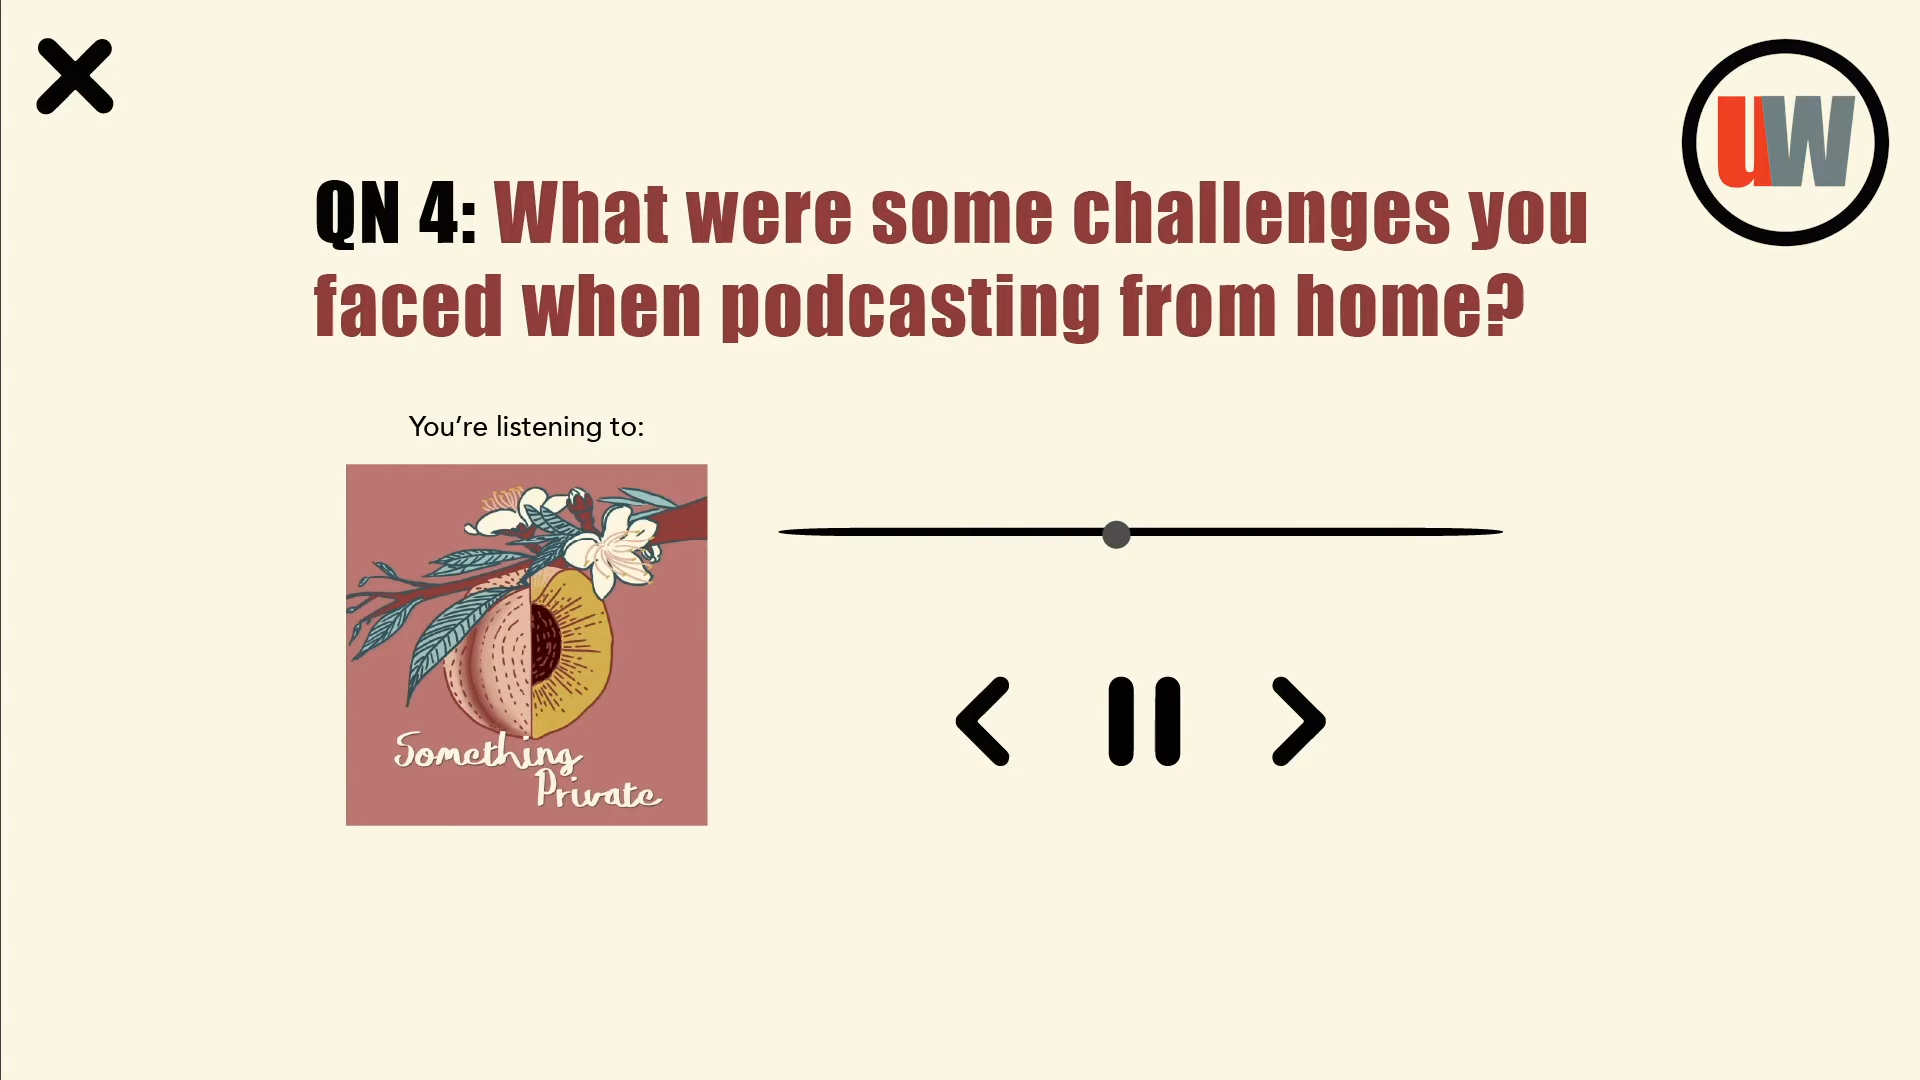 uW
QN 4: What were some challenges you
faced when podcasting from home?
You’re listening to:
Something
Private